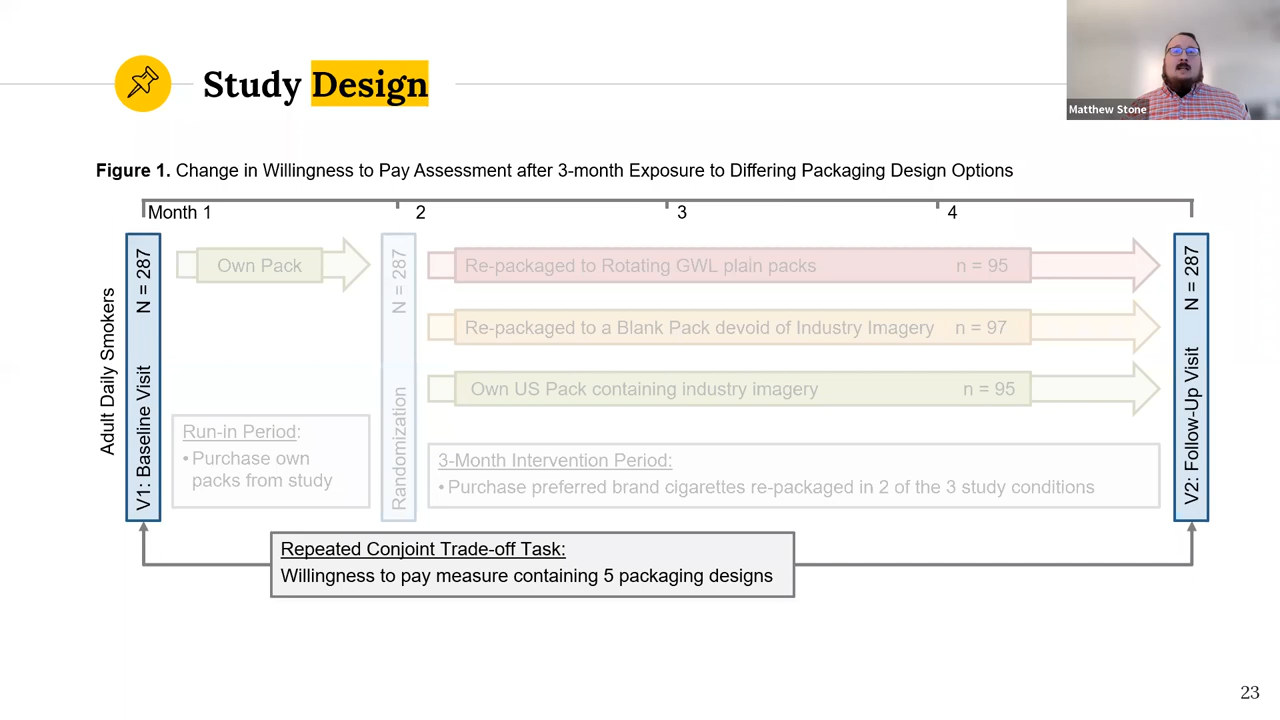 Study Design
Matthew Stone
Figure 1. Change in Willingness to Pay Assessment after 3-month Exposure to Differing Packaging Design Options
Month 1
2
3
4
Adult Daily Smokers
V1: Baseline Visit N = 287
Own Pack
Run-in Period:
•Purchase own
packs from study
Randomization N = 287
Re-packaged to Rotating GWL plain packs n = 95
Re-packaged to a Blank Pack devoid of Industry Imagery n = 97
Own US Pack containing industry imagery n = 95
3-Month Intervention Period:
•Purchase preferred brand cigarettes re-packaged in 2 of the 3 study conditions
V2: Follow-Up Visit N = 287
Repeated Conjoint Trade-off Task:
Willingness to pay measure containing 5 packaging designs
23